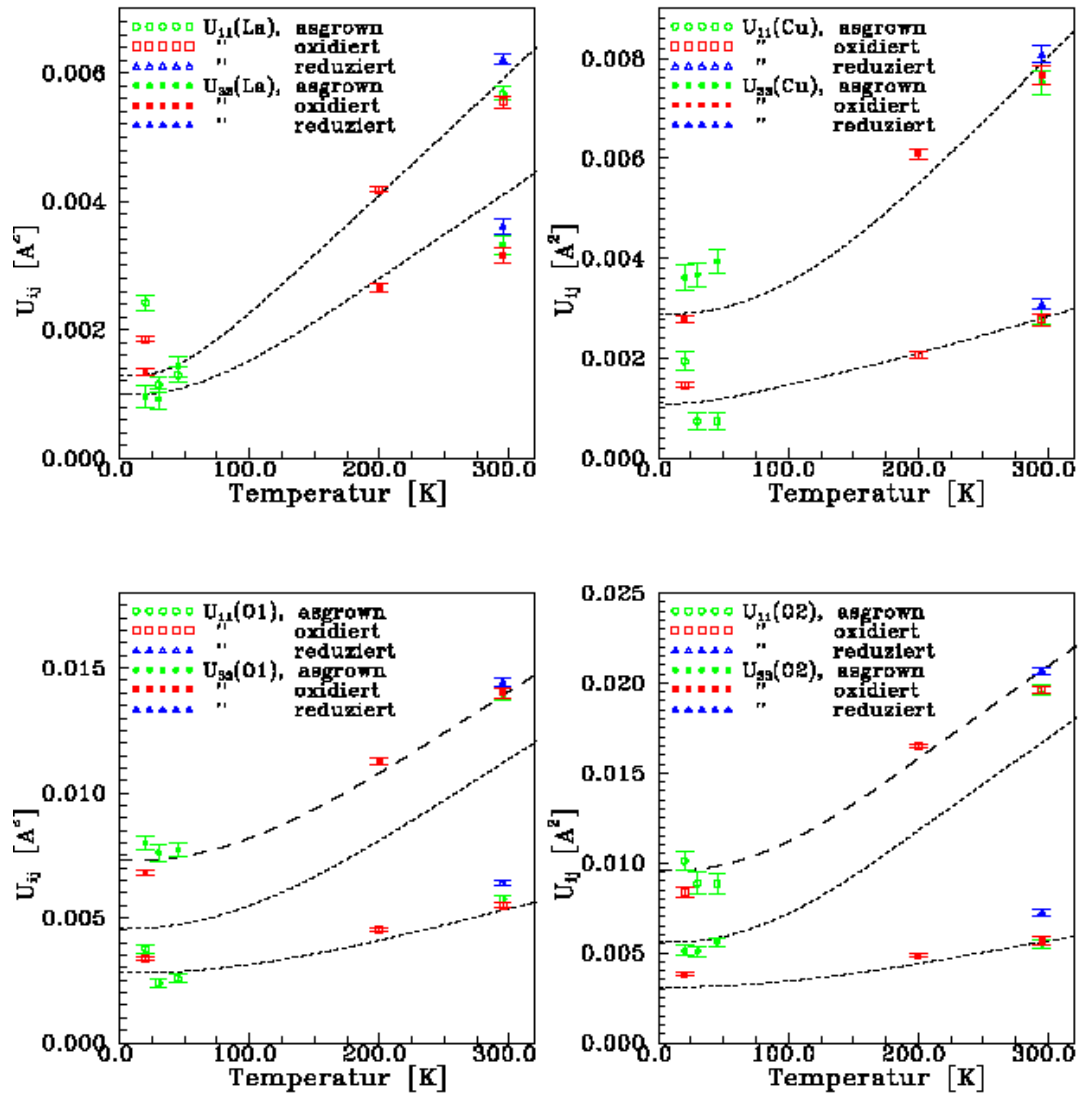 U₁₁(La), asgrown
" oxidiert
" reduziert
U₃₃(La), asgrown
" oxidiert
" reduziert
0.006
0.004
0.002
0.000
Uᵢⱼ [A²]
0.0 100.0 200.0 300.0
Temperatur [K]
U₁₁(Cu), asgrown
" oxidiert
" reduziert
U₃₃(Cu), asgrown
" oxidiert
" reduziert
0.008
0.006
0.004
0.002
0.000
Uᵢⱼ [A²]
0.0 100.0 200.0 300.0
Temperatur [K]
U₁₁(O1), asgrown
" oxidiert
" reduziert
U₃₃(O1), asgrown
" oxidiert
" reduziert
0.015
0.010
0.005
0.000
Uᵢⱼ [A²]
0.0 100.0 200.0 300.0
Temperatur [K]
U₁₁(O2), asgrown
" oxidiert
" reduziert
U₃₃(O2), asgrown
" oxidiert
" reduziert
0.025
0.020
0.015
0.010
0.005
0.000
Uᵢⱼ [A²]
0.0 100.0 200.0 300.0
Temperatur [K]